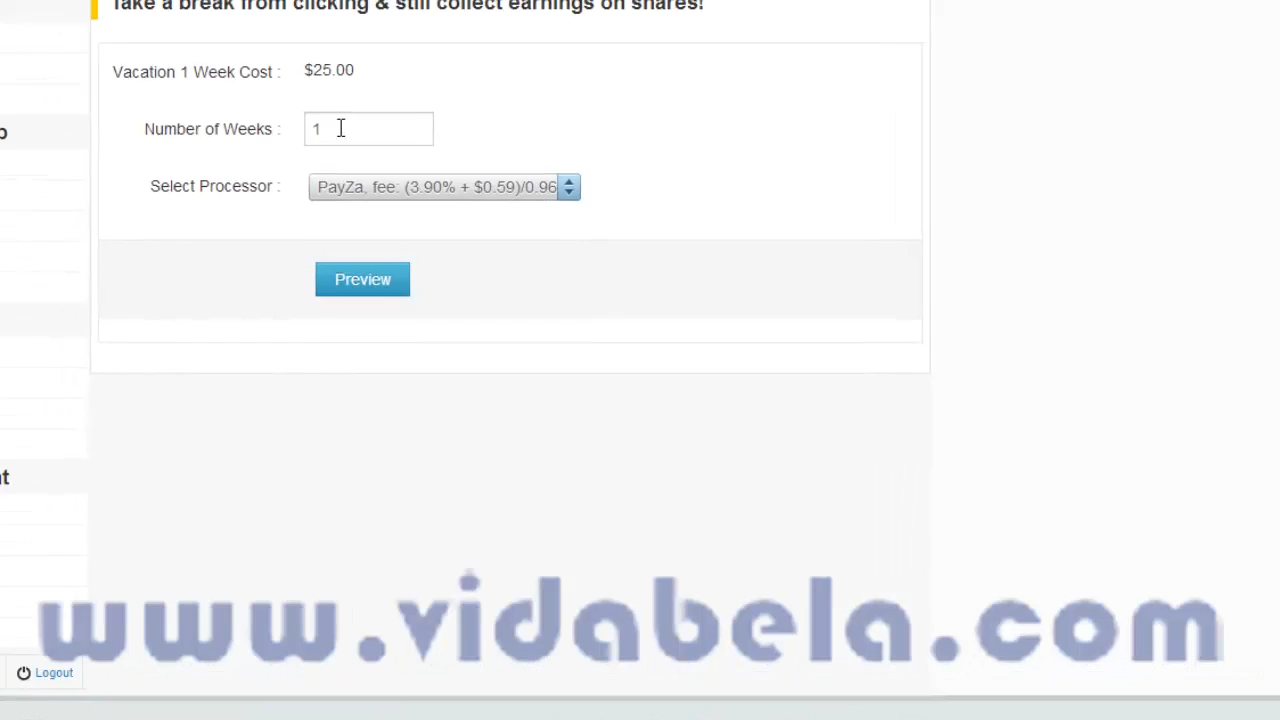 Take a break from clicking & still collect earnings on shares!
Vacation 1 Week Cost : $25.00
Number of Weeks : 1
Select Processor : PayZa, fee: (3.90% + $0.59)/0.96
Preview
www.vidabela.com
Logout